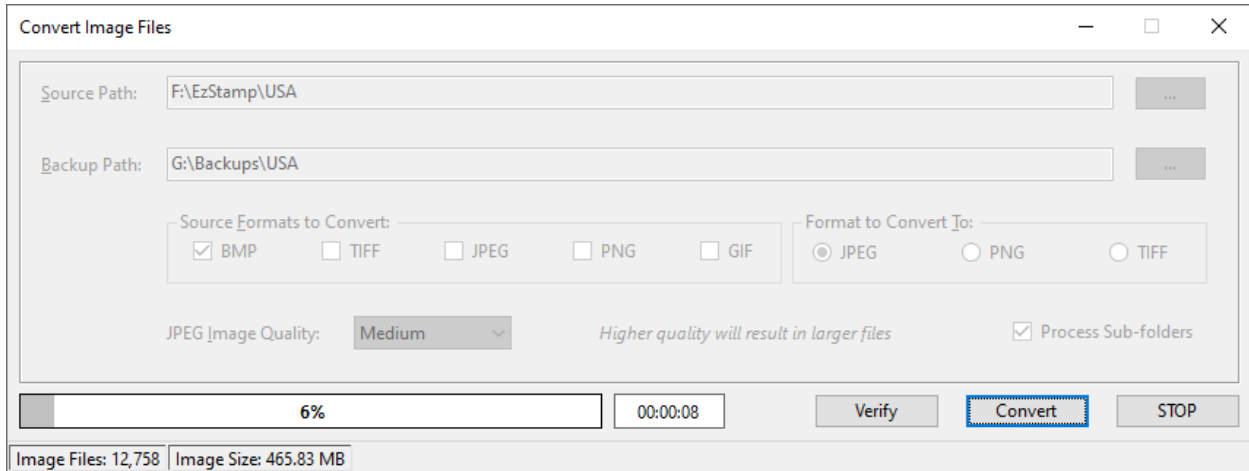 Convert Image Files
Source Path: F:\EzStamp\USA ...
Backup Path: G:\Backups\USA ...
Source Formats to Convert: Format to Convert To:
BMP TIFF JPEG PNG GIF JPEG PNG TIFF
JPEG Image Quality: Medium Higher quality will result in larger files Process Sub-folders
6% 00:00:08 Verify Convert STOP
Image Files: 12,758 Image Size: 465.83 MB